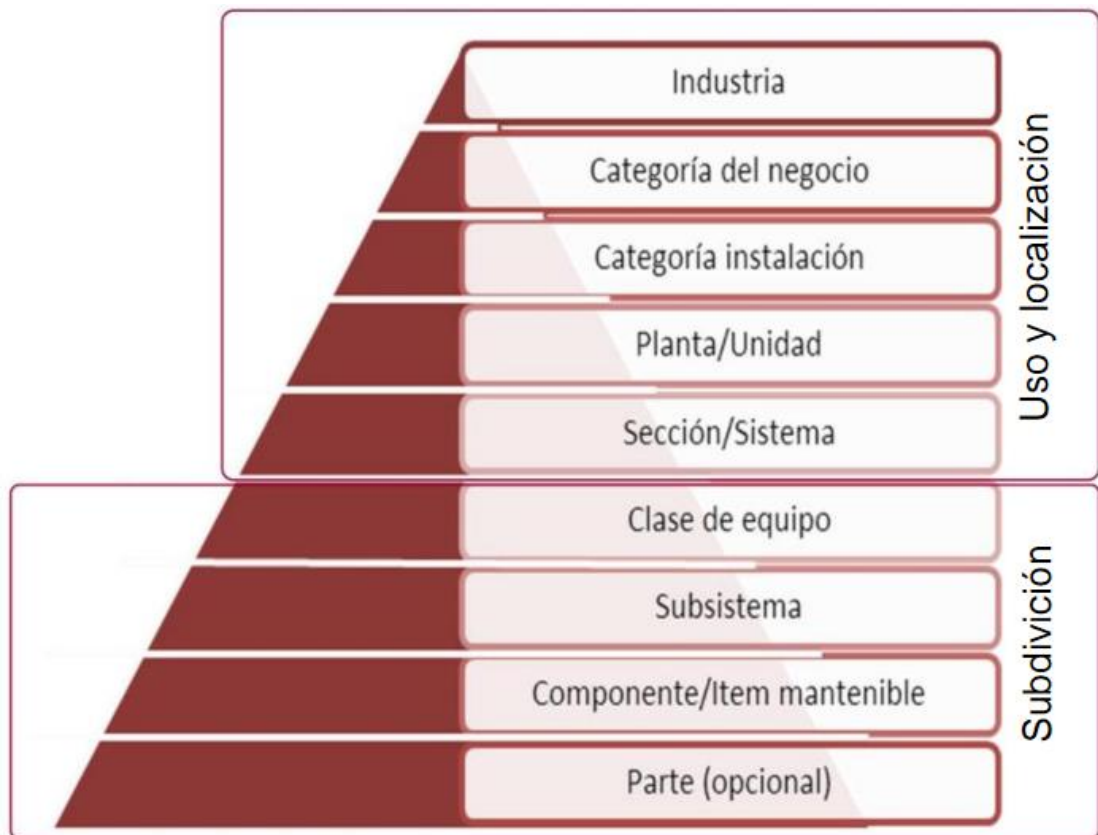 Industria
Categoría del negocio
Categoría instalación
Planta/Unidad
Sección/Sistema
Uso y localización
Clase de equipo
Subsistema
Componente/Item mantenible
Parte (opcional)
Subdivición